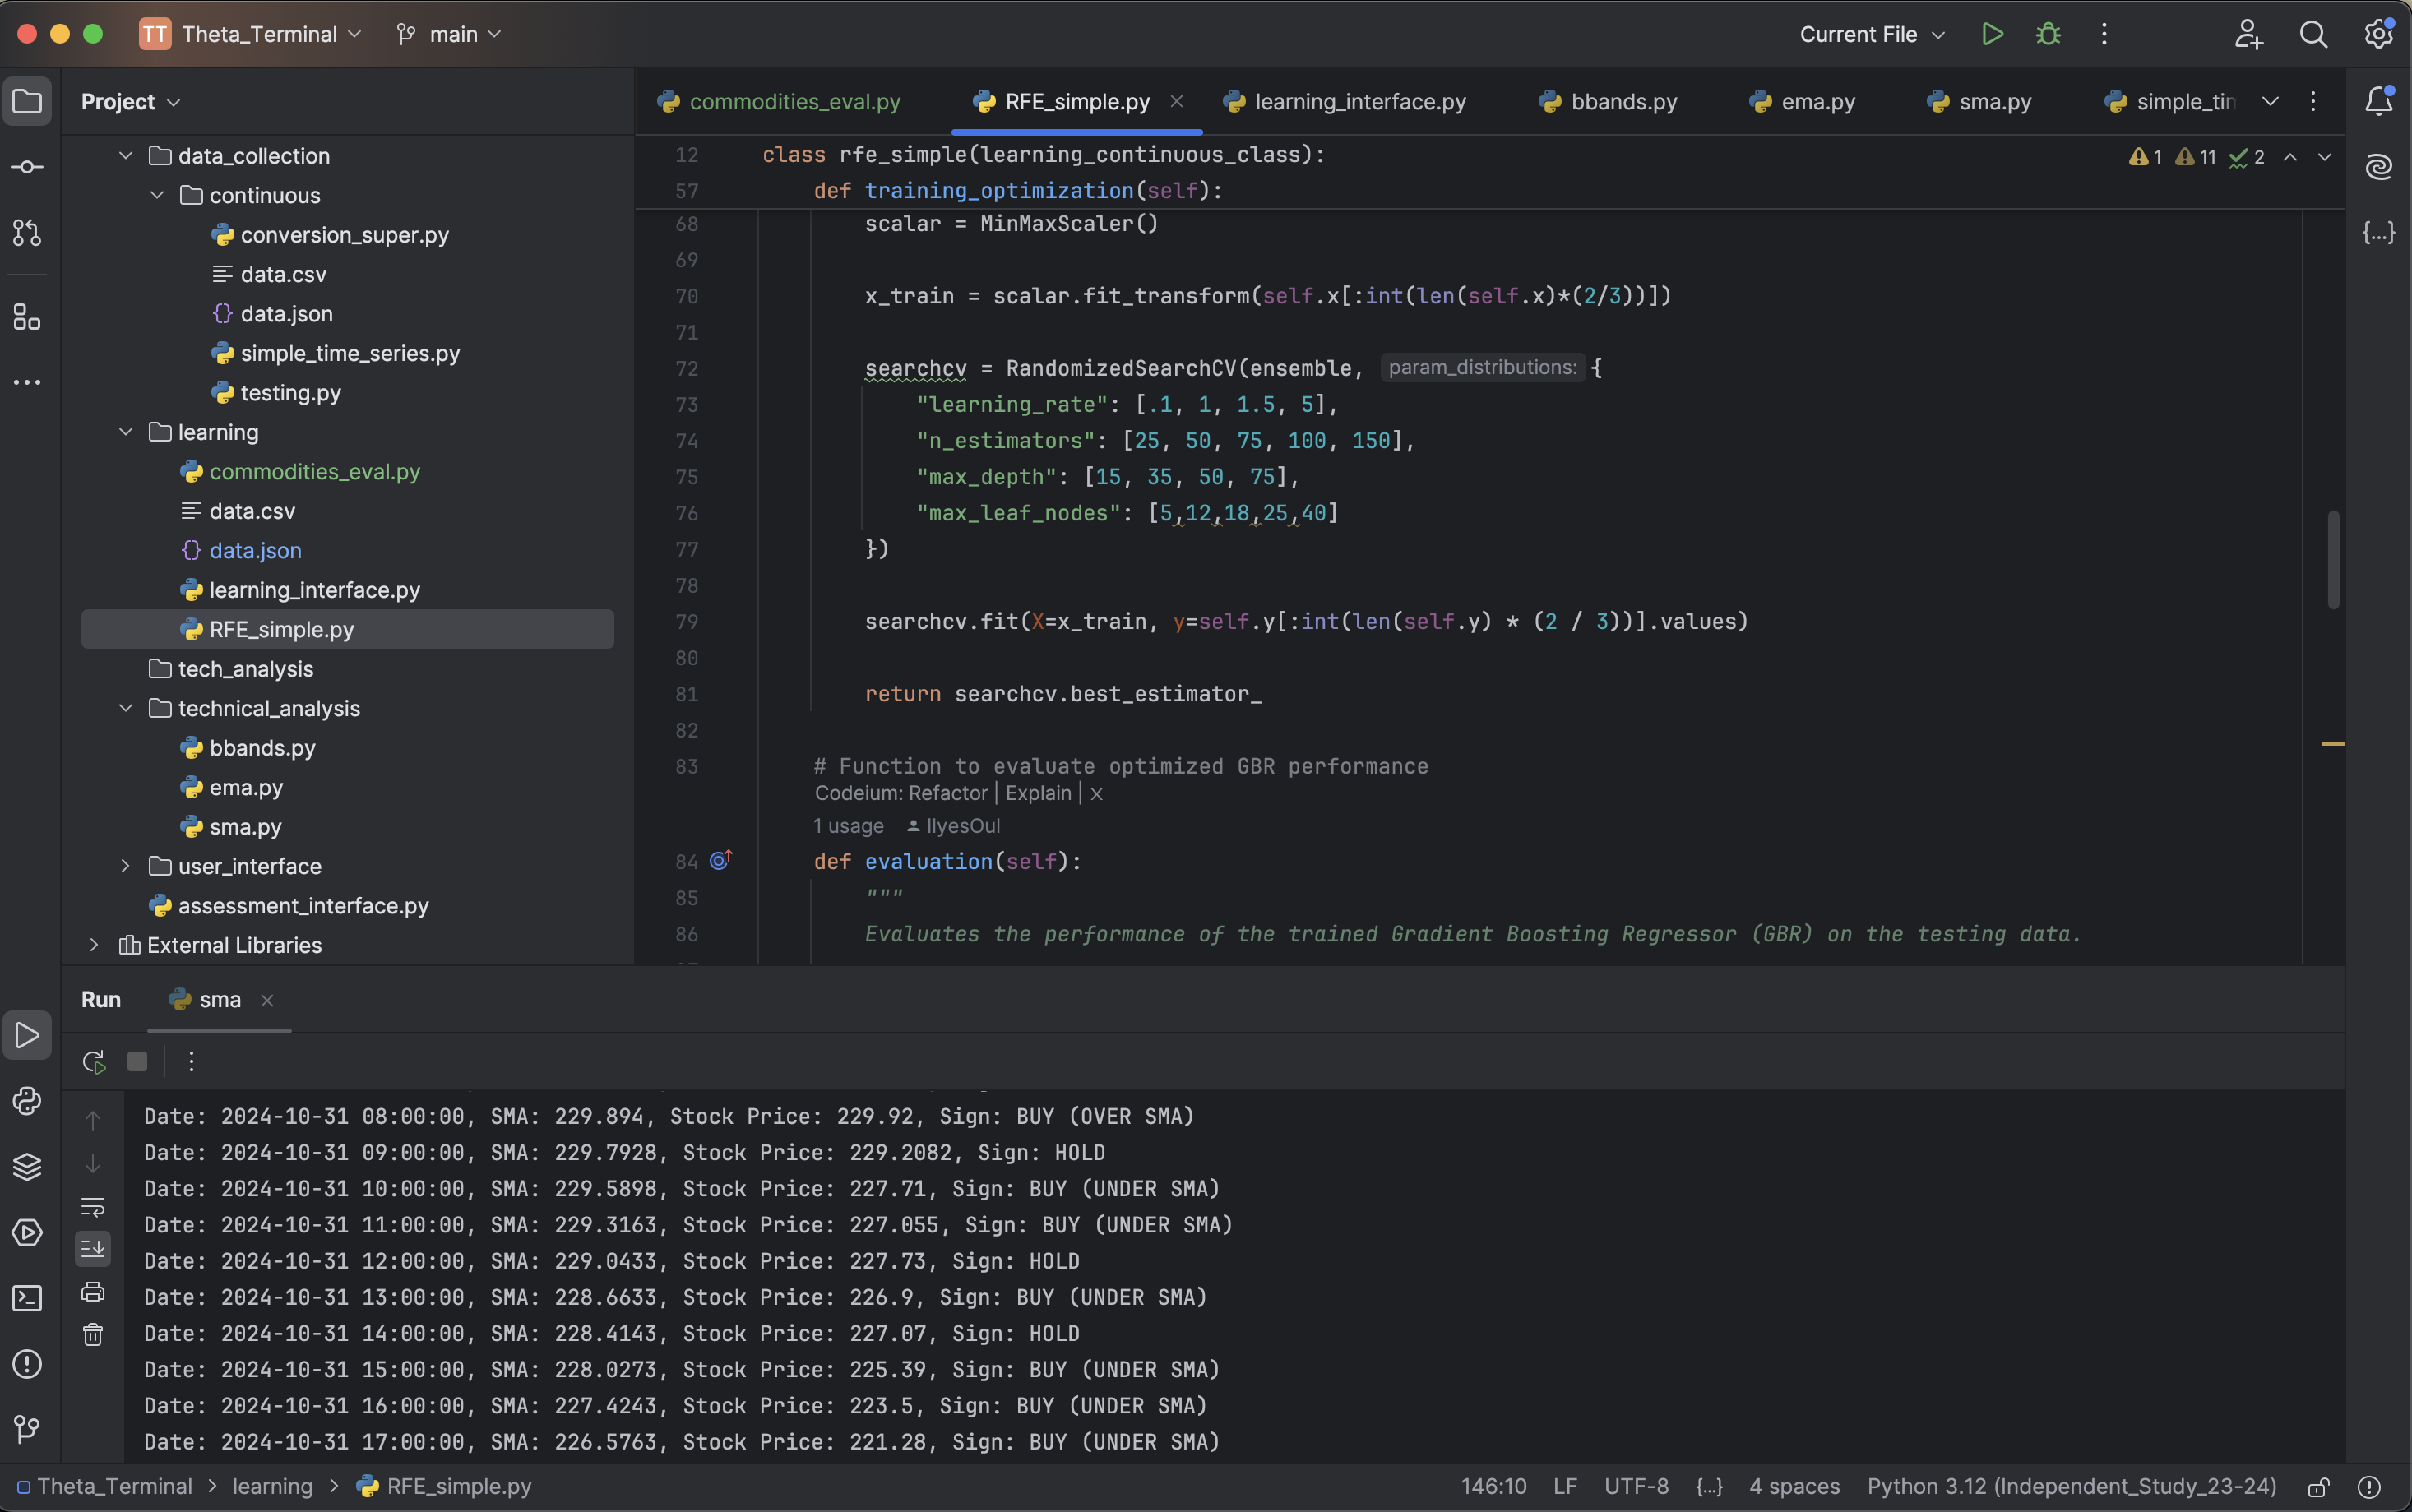 TT Theta_Terminal main Current File
Project
commodities_eval.py RFE_simple.py learning_interface.py bbands.py ema.py sma.py simple_tin
data_collection
continuous
conversion_super.py
data.csv
data.json
simple_time_series.py
testing.py
learning
commodities_eval.py
data.csv
data.json
learning_interface.py
RFE_simple.py
tech_analysis
technical_analysis
bbands.py
ema.py
sma.py
user_interface
assessment_interface.py
External Libraries
12 class rfe_simple(learning_continuous_class):
1 11 2
57 def training_optimization(self):
68 scalar = MinMaxScaler()
69
70 x_train = scalar.fit_transform(self.x[:int(len(self.x)*(2/3))])
71
72 searchcv = RandomizedSearchCV(ensemble, param_distributions: {
73 "learning_rate": [.1, 1, 1.5, 5],
74 "n_estimators": [25, 50, 75, 100, 150],
75 "max_depth": [15, 35, 50, 75],
76 "max_leaf_nodes": [5,12,18,25,40]
77 })
78
79 searchcv.fit(X=x_train, y=self.y[:int(len(self.y) * (2 / 3))].values)
80
81 return searchcv.best_estimator_
82
83 # Function to evaluate optimized GBR performance
Codeium: Refactor | Explain | X
1 usage IlyesOul
84 def evaluation(self):
85 """
86 Evaluates the performance of the trained Gradient Boosting Regressor (GBR) on the testing data.
Run sma
Date: 2024-10-31 08:00:00, SMA: 229.894, Stock Price: 229.92, Sign: BUY (OVER SMA)
Date: 2024-10-31 09:00:00, SMA: 229.7928, Stock Price: 229.2082, Sign: HOLD
Date: 2024-10-31 10:00:00, SMA: 229.5898, Stock Price: 227.71, Sign: BUY (UNDER SMA)
Date: 2024-10-31 11:00:00, SMA: 229.3163, Stock Price: 227.055, Sign: BUY (UNDER SMA)
Date: 2024-10-31 12:00:00, SMA: 229.0433, Stock Price: 227.73, Sign: HOLD
Date: 2024-10-31 13:00:00, SMA: 228.6633, Stock Price: 226.9, Sign: BUY (UNDER SMA)
Date: 2024-10-31 14:00:00, SMA: 228.4143, Stock Price: 227.07, Sign: HOLD
Date: 2024-10-31 15:00:00, SMA: 228.0273, Stock Price: 225.39, Sign: BUY (UNDER SMA)
Date: 2024-10-31 16:00:00, SMA: 227.4243, Stock Price: 223.5, Sign: BUY (UNDER SMA)
Date: 2024-10-31 17:00:00, SMA: 226.5763, Stock Price: 221.28, Sign: BUY (UNDER SMA)
Theta_Terminal > learning > RFE_simple.py 146:10 LF UTF-8 {...} 4 spaces Python 3.12 (Independent_Study_23-24)